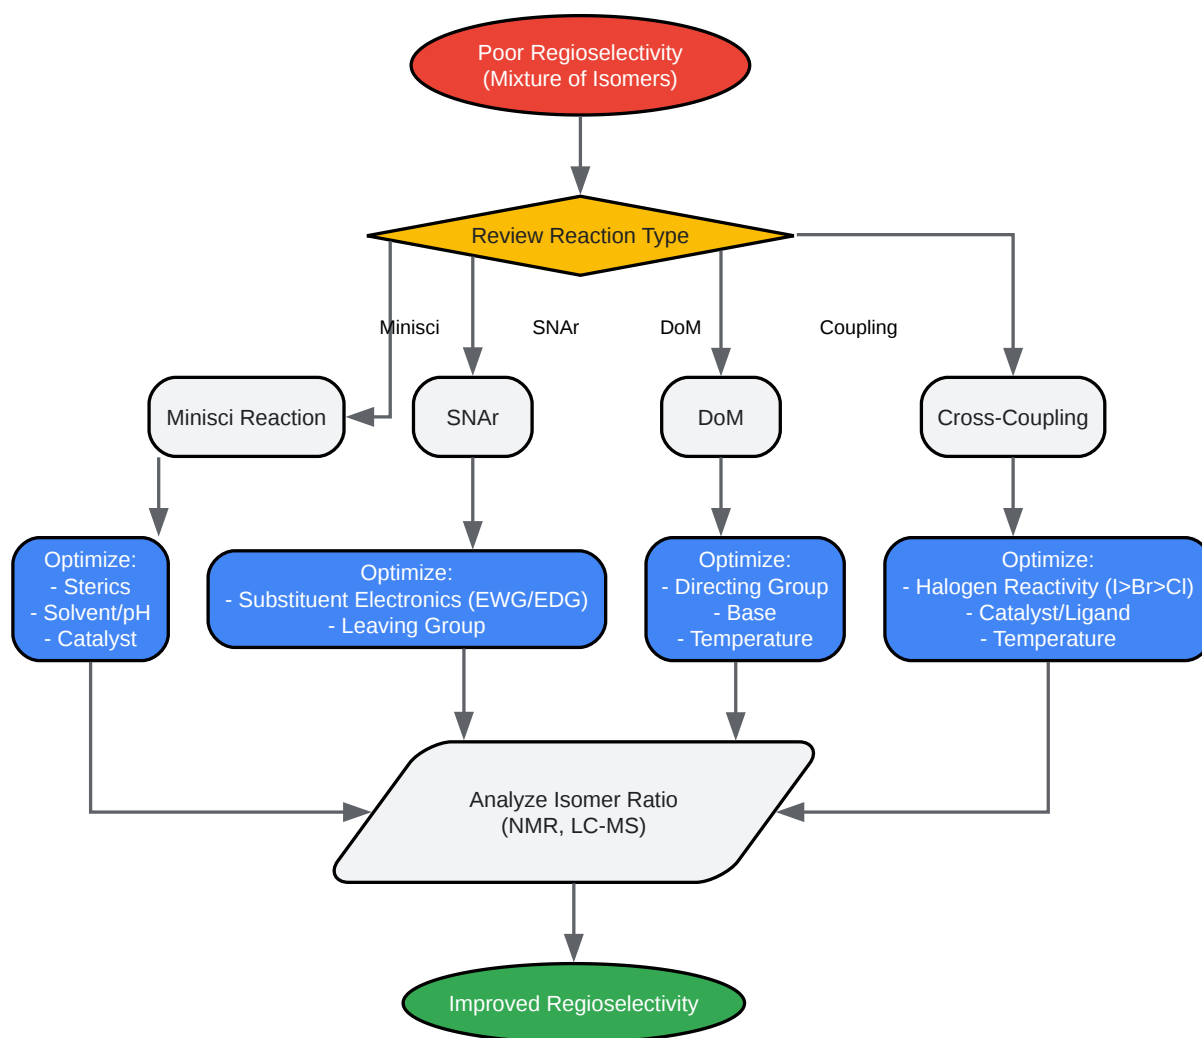 Poor Regioselectivity
(Mixture of Isomers)
Review Reaction Type
Minisci
SNAr
DoM
Coupling
Minisci Reaction
SNAr
DoM
Cross-Coupling
Optimize:
- Sterics
- Solvent/pH
- Catalyst
Optimize:
- Substituent Electronics (EWG/EDG)
- Leaving Group
Optimize:
- Directing Group
- Base
- Temperature
Optimize:
- Halogen Reactivity (I>Br>Cl)
- Catalyst/Ligand
- Temperature
Analyze Isomer Ratio
(NMR, LC-MS)
Improved Regioselectivity